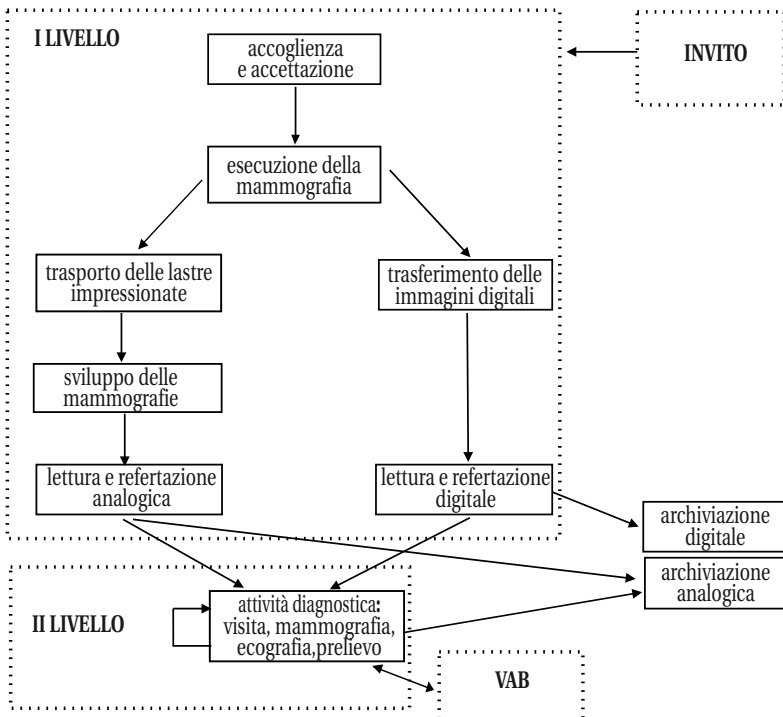 I LIVELLO
accoglienza
e accettazione
INVITO
esecuzione della
mammografia
trasporto delle lastre
impressionate
trasferimento delle
immagini digitali
sviluppo delle
mammografie
lettura e refertazione
analogica
lettura e refertazione
digitale
archiviazione
digitale
archiviazione
analogica
II LIVELLO
attività diagnostica:
visita, mammografia,
ecografia,prelievo
VAB